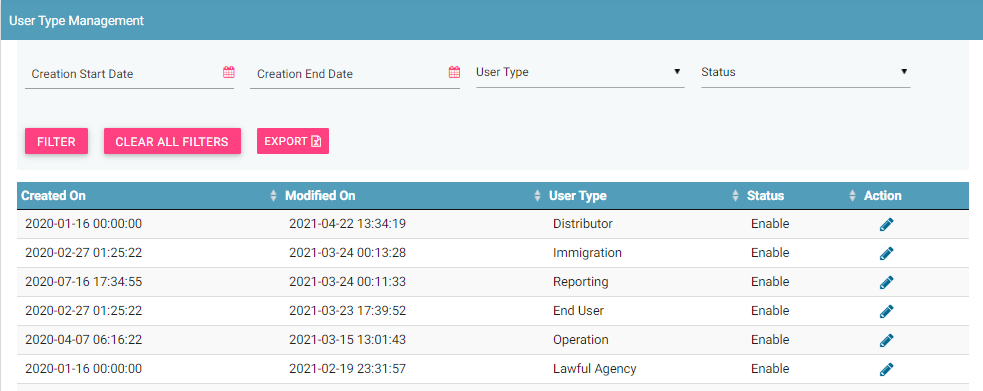 User Type Management
Creation Start Date Creation End Date User Type Status
FILTER CLEAR ALL FILTERS EXPORT
Created On Modified On User Type Status Action
2020-01-16 00:00:00 2021-04-22 13:34:19 Distributor Enable
2020-02-27 01:25:22 2021-03-24 00:13:28 Immigration Enable
2020-07-16 17:34:55 2021-03-24 00:11:33 Reporting Enable
2020-02-27 01:25:22 2021-03-23 17:39:52 End User Enable
2020-04-07 06:16:22 2021-03-15 13:01:43 Operation Enable
2020-01-16 00:00:00 2021-02-19 23:31:57 Lawful Agency Enable